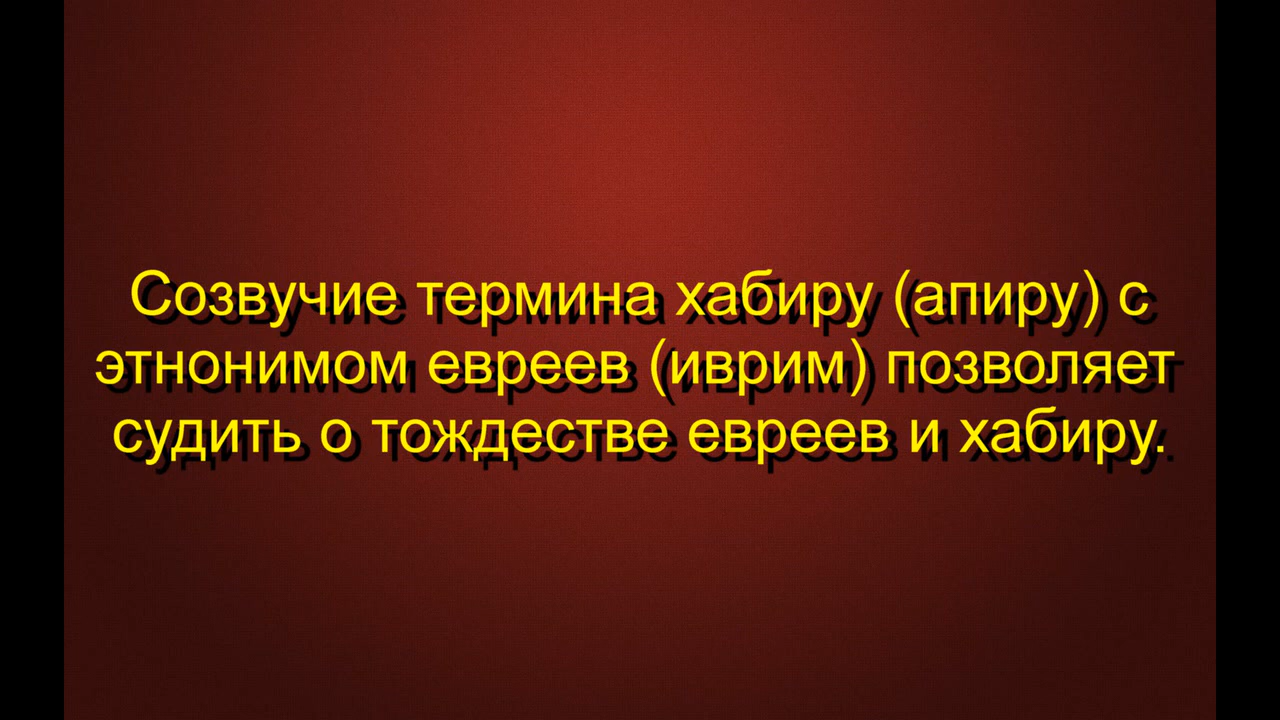 Созвучие термина хабиру (апиру) с
этнонимом евреев (иврим) позволяет
судить о тождестве евреев и хабиру.